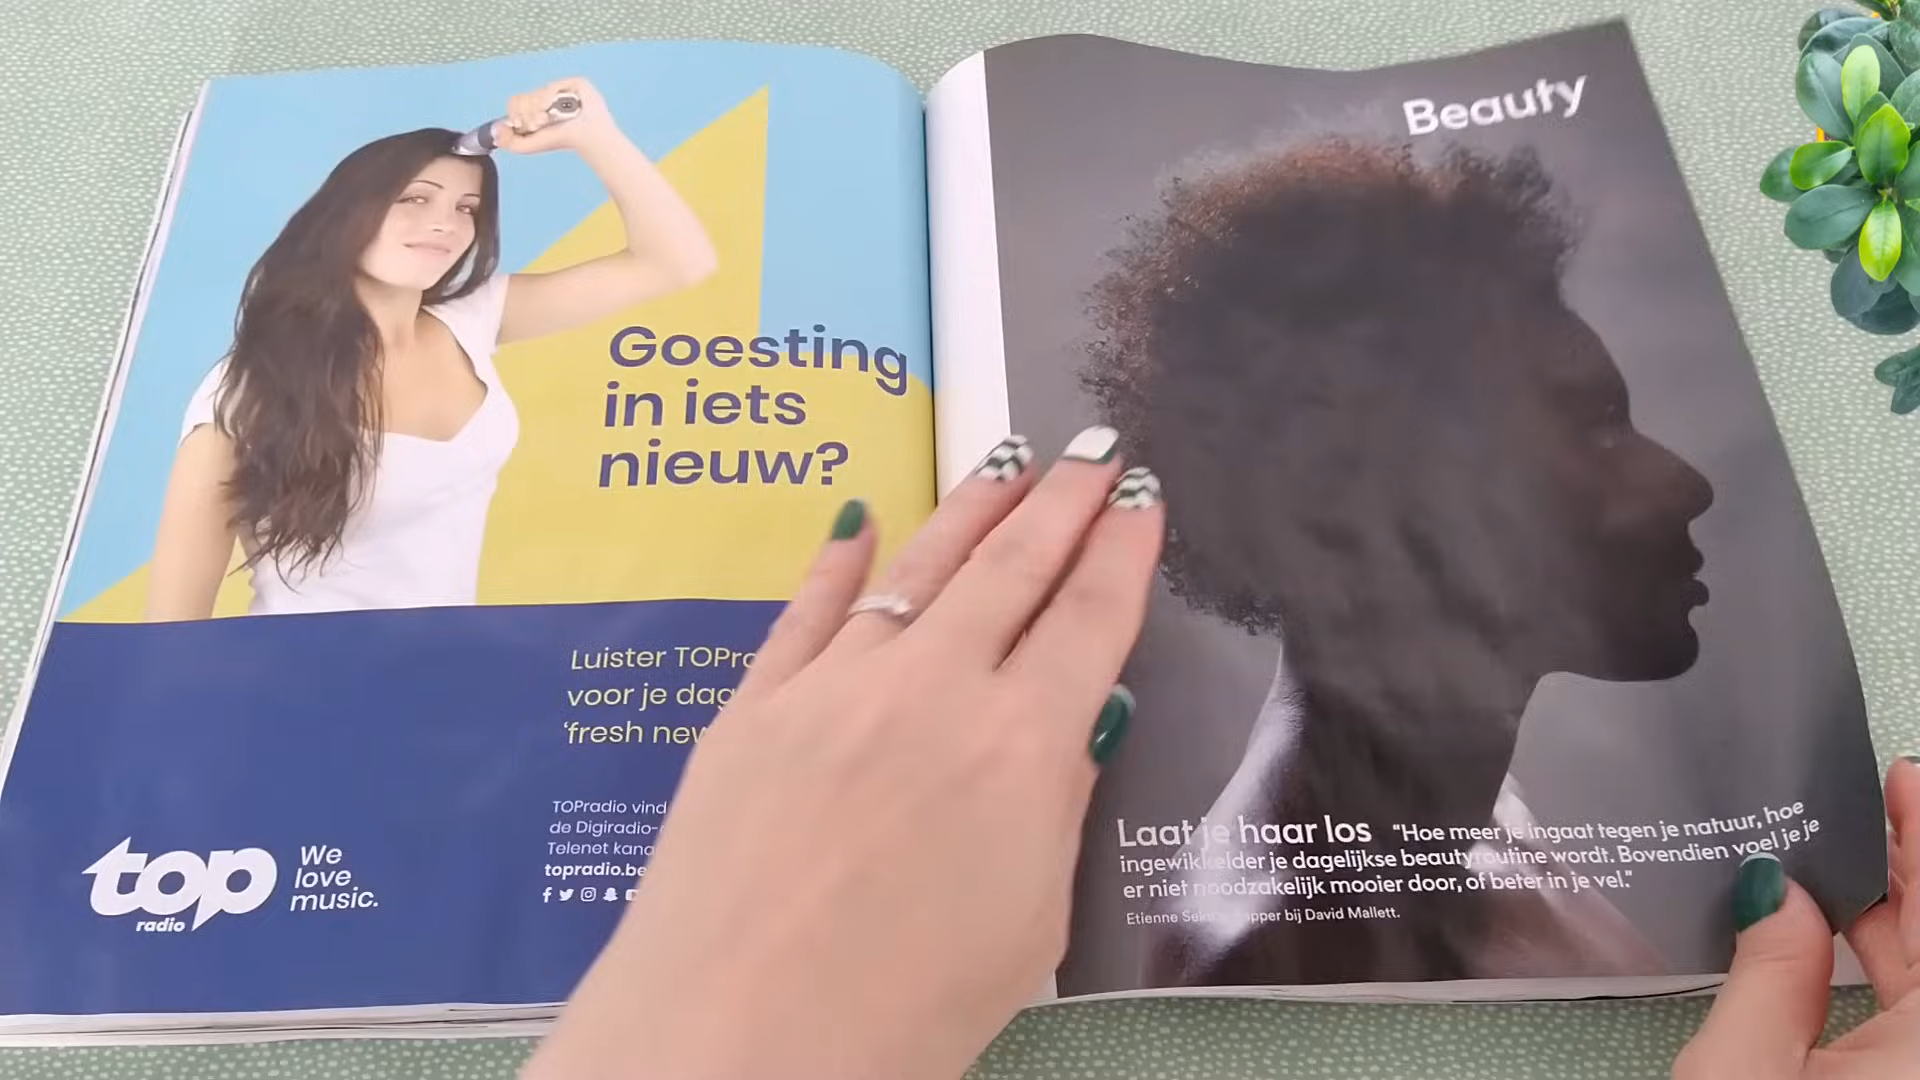 Goesting
in iets
nieuw?
Luister TOPra
voor je dag
‘fresh new
TOPradio vind
de Digiradio-
Telenet kana
topradio.be
top
radio
We
love
music.
Beauty
Laat je haar los "Hoe meer je ingaat tegen je natuur, hoe
ingewikkelder je dagelijkse beautyroutine wordt. Bovendien voel je je
er niet noodzakelijk mooier door, of beter in je vel."
Etienne bij David Mallett.